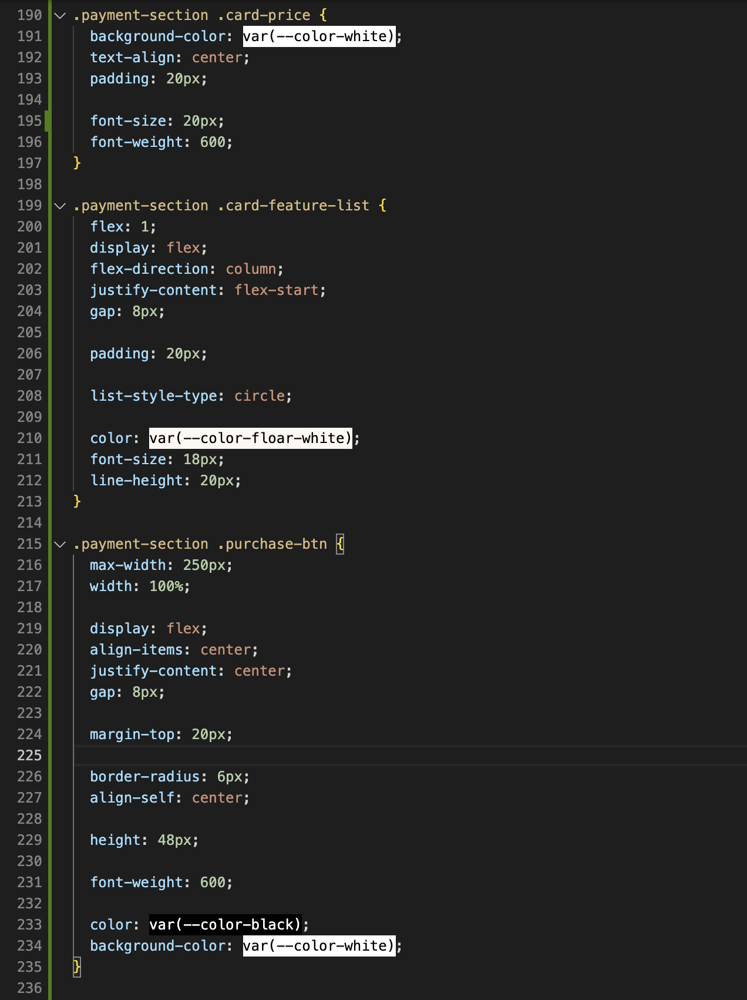 190 .payment-section .card-price {
191 background-color: var(--color-white);
192 text-align: center;
193 padding: 20px;
194
195 font-size: 20px;
196 font-weight: 600;
197 }
198
199 .payment-section .card-feature-list {
200 flex: 1;
201 display: flex;
202 flex-direction: column;
203 justify-content: flex-start;
204 gap: 8px;
205
206 padding: 20px;
207
208 list-style-type: circle;
209
210 color: var(--color-floar-white);
211 font-size: 18px;
212 line-height: 20px;
213 }
214
215 .payment-section .purchase-btn {
216 max-width: 250px;
217 width: 100%;
218
219 display: flex;
220 align-items: center;
221 justify-content: center;
222 gap: 8px;
223
224 margin-top: 20px;
225
226 border-radius: 6px;
227 align-self: center;
228
229 height: 48px;
230
231 font-weight: 600;
232
233 color: var(--color-black);
234 background-color: var(--color-white);
235 }
236